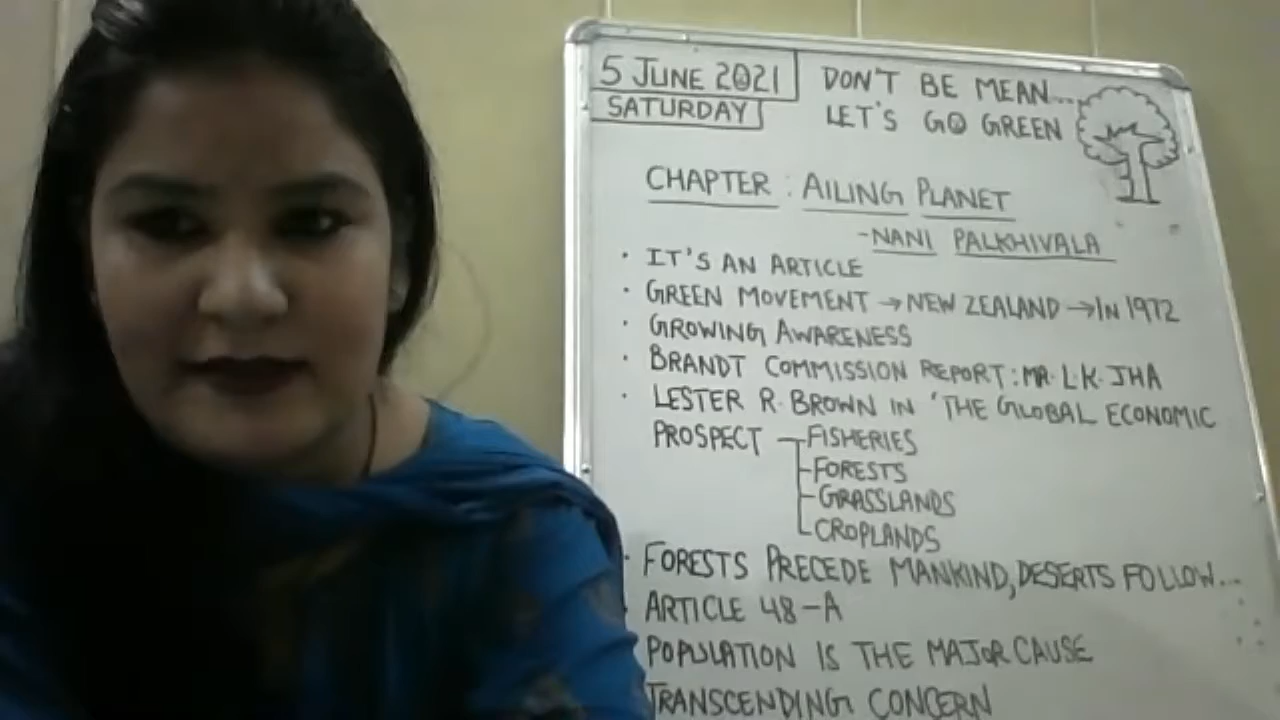 5 JUNE 2021
SATURDAY
DON'T BE MEAN...
LET'S GO GREEN
CHAPTER : AILING PLANET
-NANI PALKHIVALA
• IT'S AN ARTICLE
• GREEN MOVEMENT → NEW ZEALAND → IN 1972
• GROWING AWARENESS
• BRANDT COMMISSION REPORT : MR. L.K. JHA
• LESTER R. BROWN IN 'THE GLOBAL ECONOMIC
PROSPECT
FISHERIES
FORESTS
GRASSLANDS
CROPLANDS
• FORESTS PRECEDE MANKIND, DESERTS FOLLOW...
• ARTICLE 48-A
POPULATION IS THE MAJOR CAUSE
TRANSCENDING CONCERN